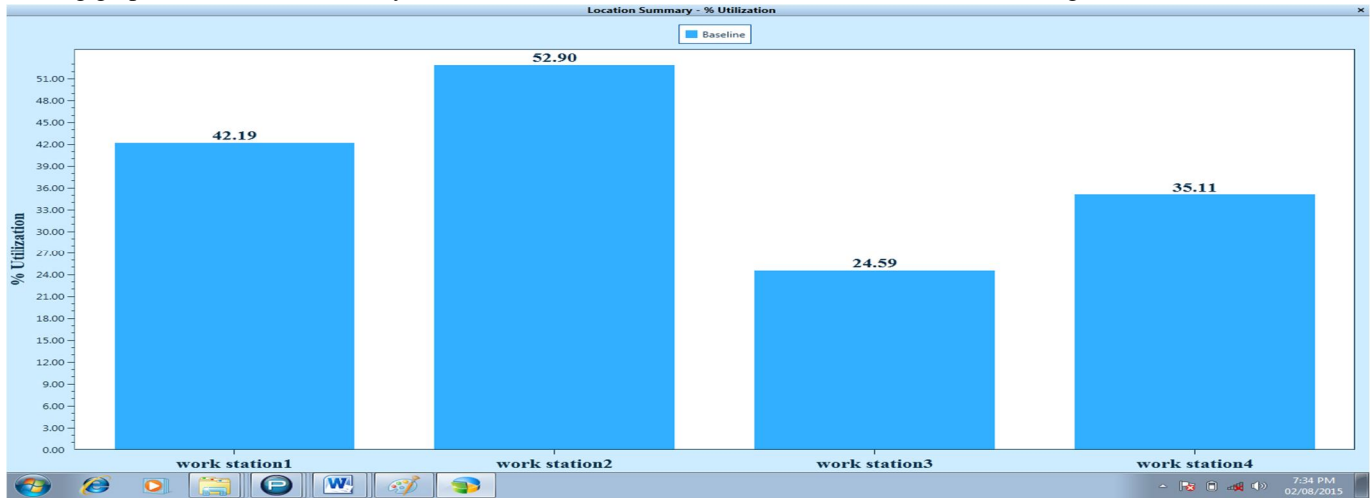 Location Summary - % Utilization
Baseline
% Utilization
51.00
48.00
45.00
42.00
39.00
36.00
33.00
30.00
27.00
24.00
21.00
18.00
15.00
12.00
9.00
6.00
3.00
0.00
42.19
52.90
24.59
35.11
work station1
work station2
work station3
work station4
7:34 PM
02/08/2015